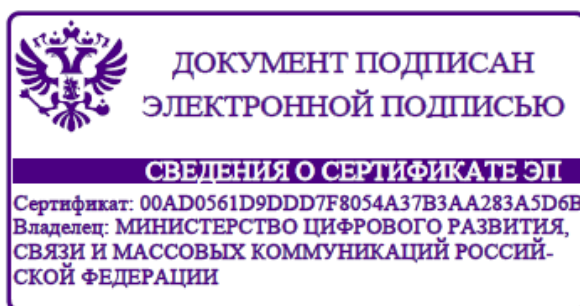 ДОКУМЕНТ ПОДПИСАН
ЭЛЕКТРОННОЙ ПОДПИСЬЮ
СВЕДЕНИЯ О СЕРТИФИКАТЕ ЭП
Сертификат: 00AD0561D9DDD7F8054A37B3AA283A5D6B
Владелец: МИНИСТЕРСТВО ЦИФРОВОГО РАЗВИТИЯ,
СВЯЗИ И МАССОВЫХ КОММУНИКАЦИЙ РОССИЙ-
СКОЙ ФЕДЕРАЦИИ